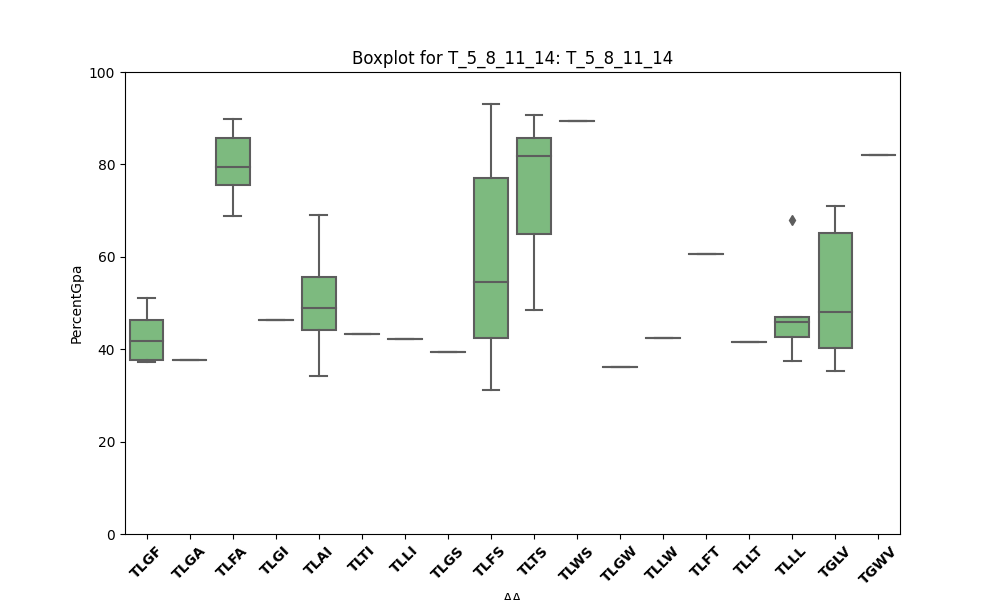 Boxplot for T_5_8_11_14: T_5_8_11_14
100
80
60
40
20
0
PercentGpa
TLGF TLGA TLFA TLGI TLAI TLTI TLLI TLGS TLFS TLTS TLWS TLGW TLLW TLFT TLLT TLLL TGLV TGWV
AA